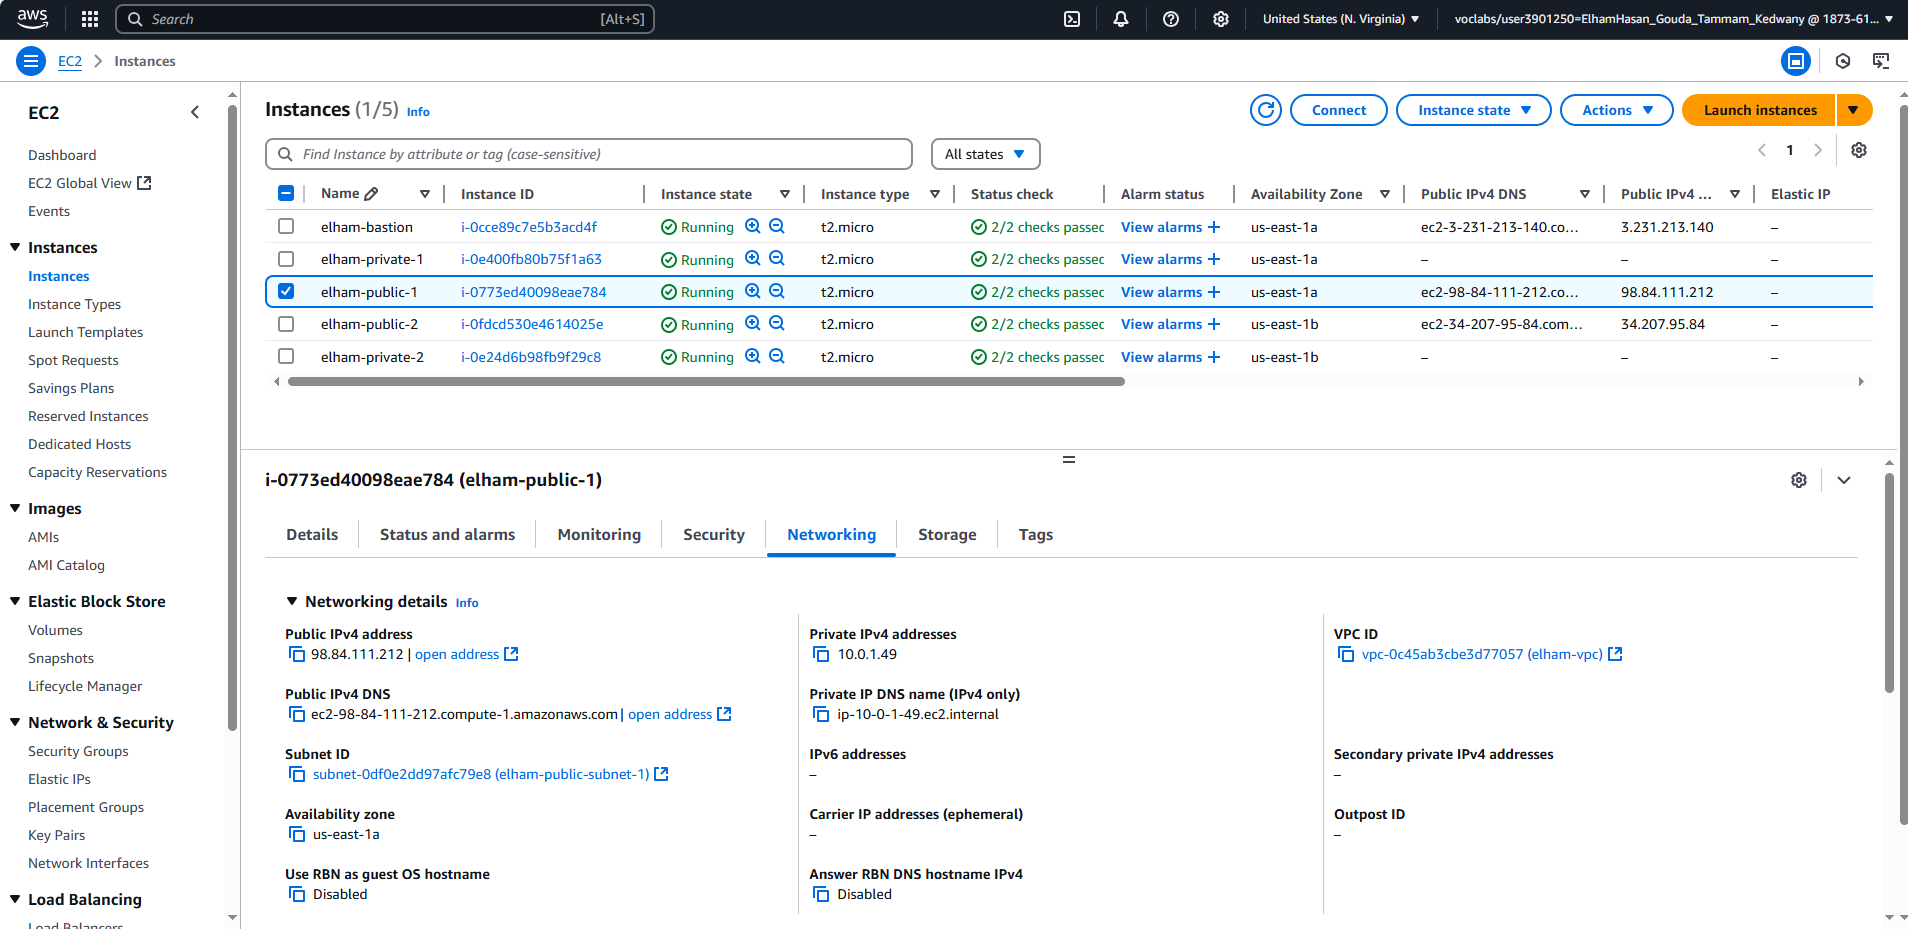 aws Search [Alt+S] United States (N. Virginia) voclabs/user3901250=ElhamHasan_Gouda_Tammam_Kedwany @ 1873-61...
EC2 Instances
EC2
Dashboard
EC2 Global View
Events
Instances
Instances
Instance Types
Launch Templates
Spot Requests
Savings Plans
Reserved Instances
Dedicated Hosts
Capacity Reservations
Images
AMIs
AMI Catalog
Elastic Block Store
Volumes
Snapshots
Lifecycle Manager
Network & Security
Security Groups
Elastic IPs
Placement Groups
Key Pairs
Network Interfaces
Load Balancing
Load Balancers
Instances (1/5) Info Connect Instance state Actions Launch instances
Find Instance by attribute or tag (case-sensitive) All states 1
Name Instance ID Instance state Instance type Status check Alarm status Availability Zone Public IPv4 DNS Public IPv4 ... Elastic IP
elham-bastion i-0cce89c7e5b3acd4f Running t2.micro 2/2 checks passec View alarms + us-east-1a ec2-3-231-213-140.co... 3.231.213.140 –
elham-private-1 i-0e400fb80b75f1a63 Running t2.micro 2/2 checks passec View alarms + us-east-1a – – –
elham-public-1 i-0773ed40098eae784 Running t2.micro 2/2 checks passec View alarms + us-east-1a ec2-98-84-111-212.co... 98.84.111.212 –
elham-public-2 i-0fdcd530e4614025e Running t2.micro 2/2 checks passec View alarms + us-east-1b ec2-34-207-95-84.com... 34.207.95.84 –
elham-private-2 i-0e24d6b98fb9f29c8 Running t2.micro 2/2 checks passec View alarms + us-east-1b – – –
i-0773ed40098eae784 (elham-public-1)
Details Status and alarms Monitoring Security Networking Storage Tags
Networking details Info
Public IPv4 address
98.84.111.212 | open address
Public IPv4 DNS
ec2-98-84-111-212.compute-1.amazonaws.com | open address
Subnet ID
subnet-0df0e2dd97afc79e8 (elham-public-subnet-1)
Availability zone
us-east-1a
Use RBN as guest OS hostname
Disabled
Private IPv4 addresses
10.0.1.49
Private IP DNS name (IPv4 only)
ip-10-0-1-49.ec2.internal
IPv6 addresses
–
Carrier IP addresses (ephemeral)
–
Answer RBN DNS hostname IPv4
Disabled
VPC ID
vpc-0c45ab3cbe3d77057 (elham-vpc)
Secondary private IPv4 addresses
–
Outpost ID
–